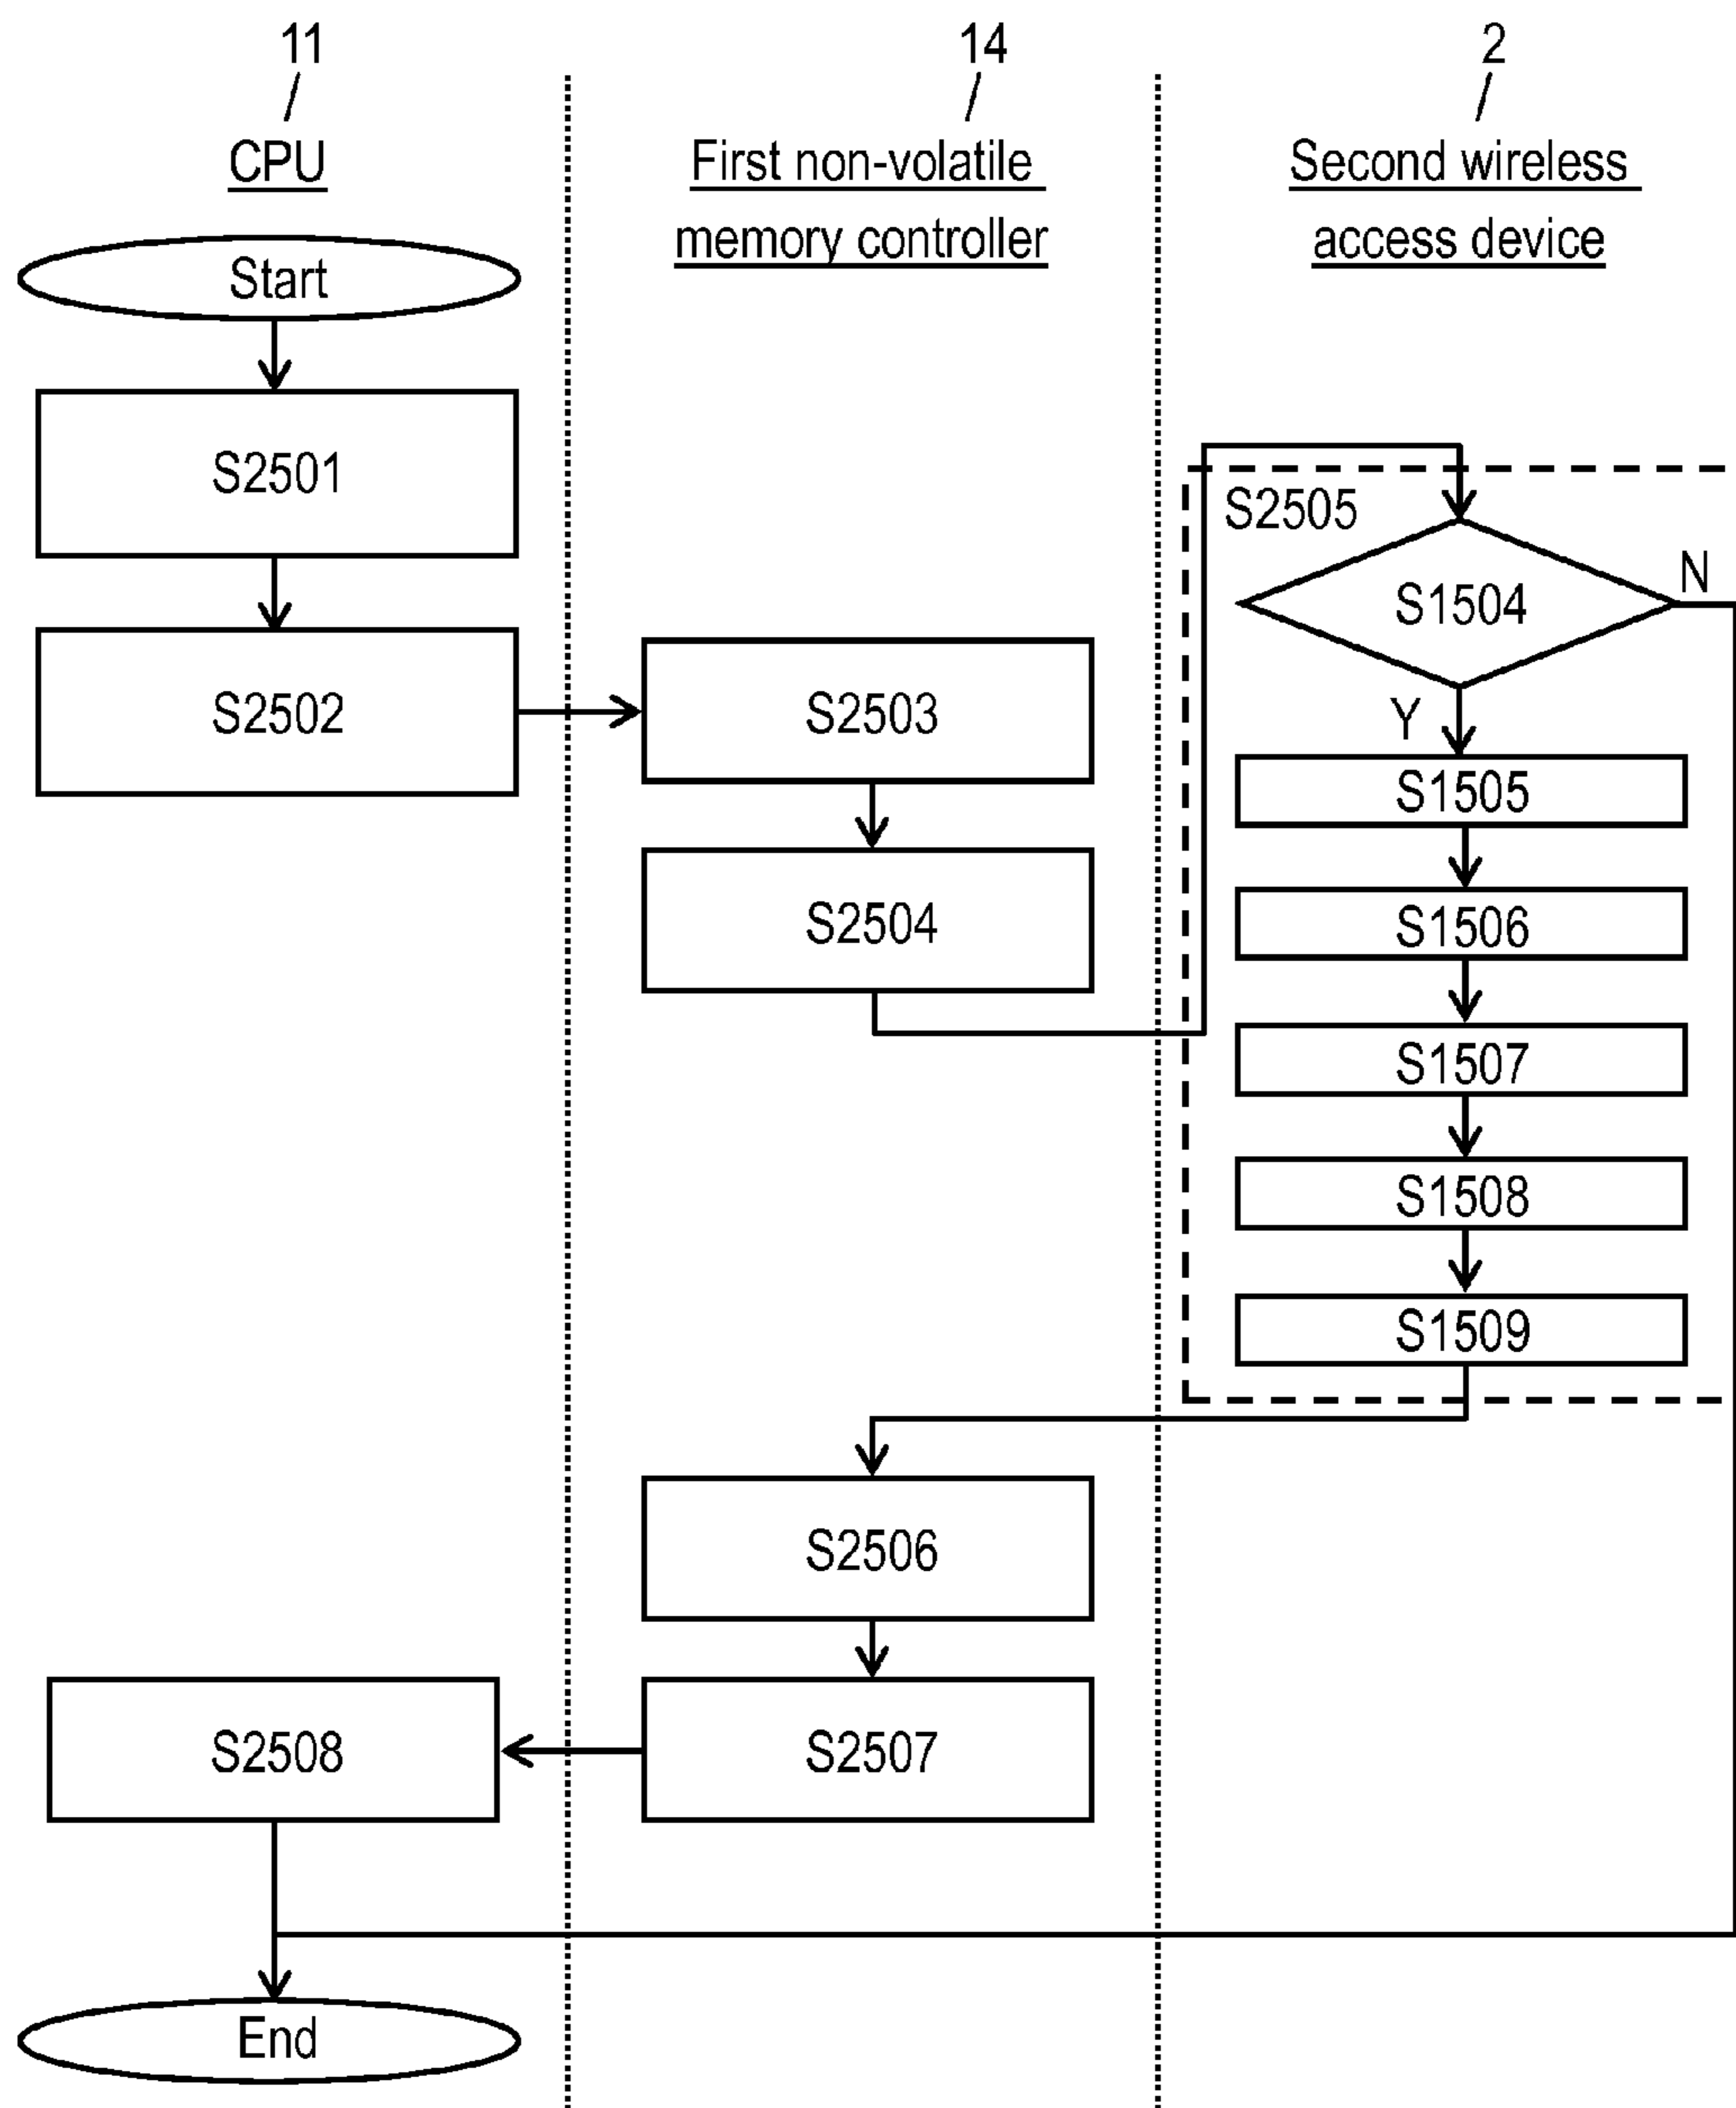 11
14
2
CPU
First non-volatile
memory controller
Second wireless
access device
Start
S2501
S2505
S1504
N
S2502
S2503
Y
S1505
S2504
S1506
S1507
S1508
S1509
S2506
S2508
S2507
End